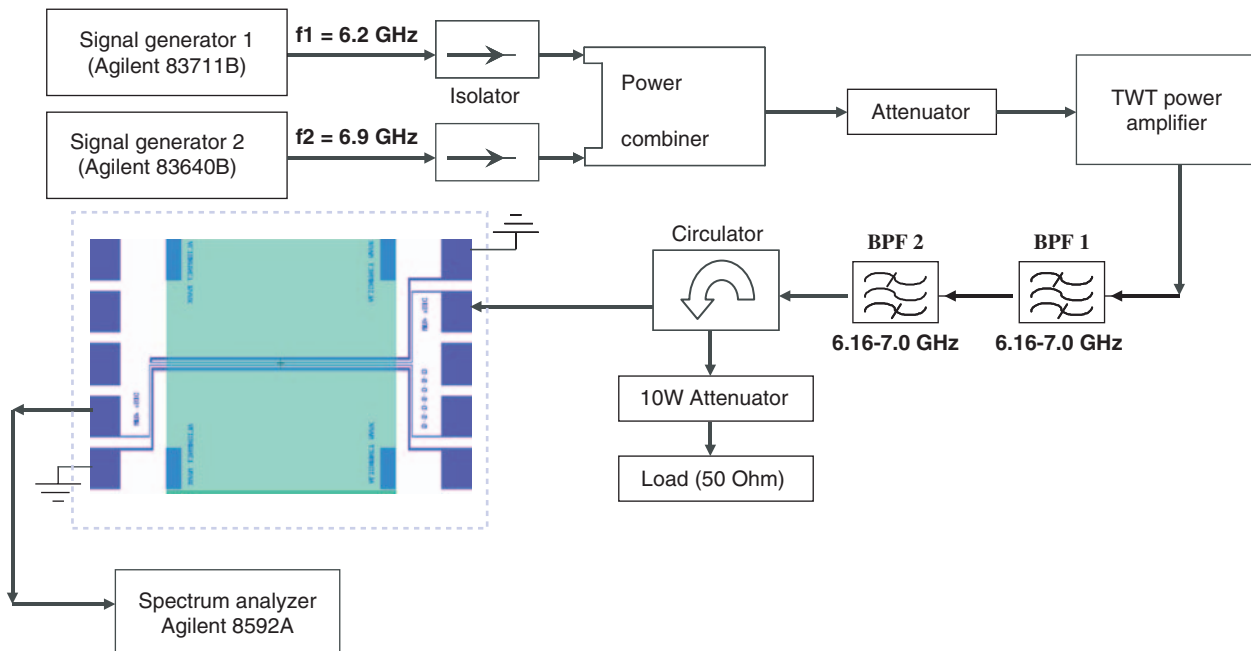 Signal generator 1
(Agilent 83711B)
f1 = 6.2 GHz
Isolator
Signal generator 2
(Agilent 83640B)
f2 = 6.9 GHz
Power
combiner
Attenuator
TWT power
amplifier
Circulator
BPF 2
BPF 1
6.16-7.0 GHz
6.16-7.0 GHz
10W Attenuator
Load (50 Ohm)
Spectrum analyzer
Agilent 8592A